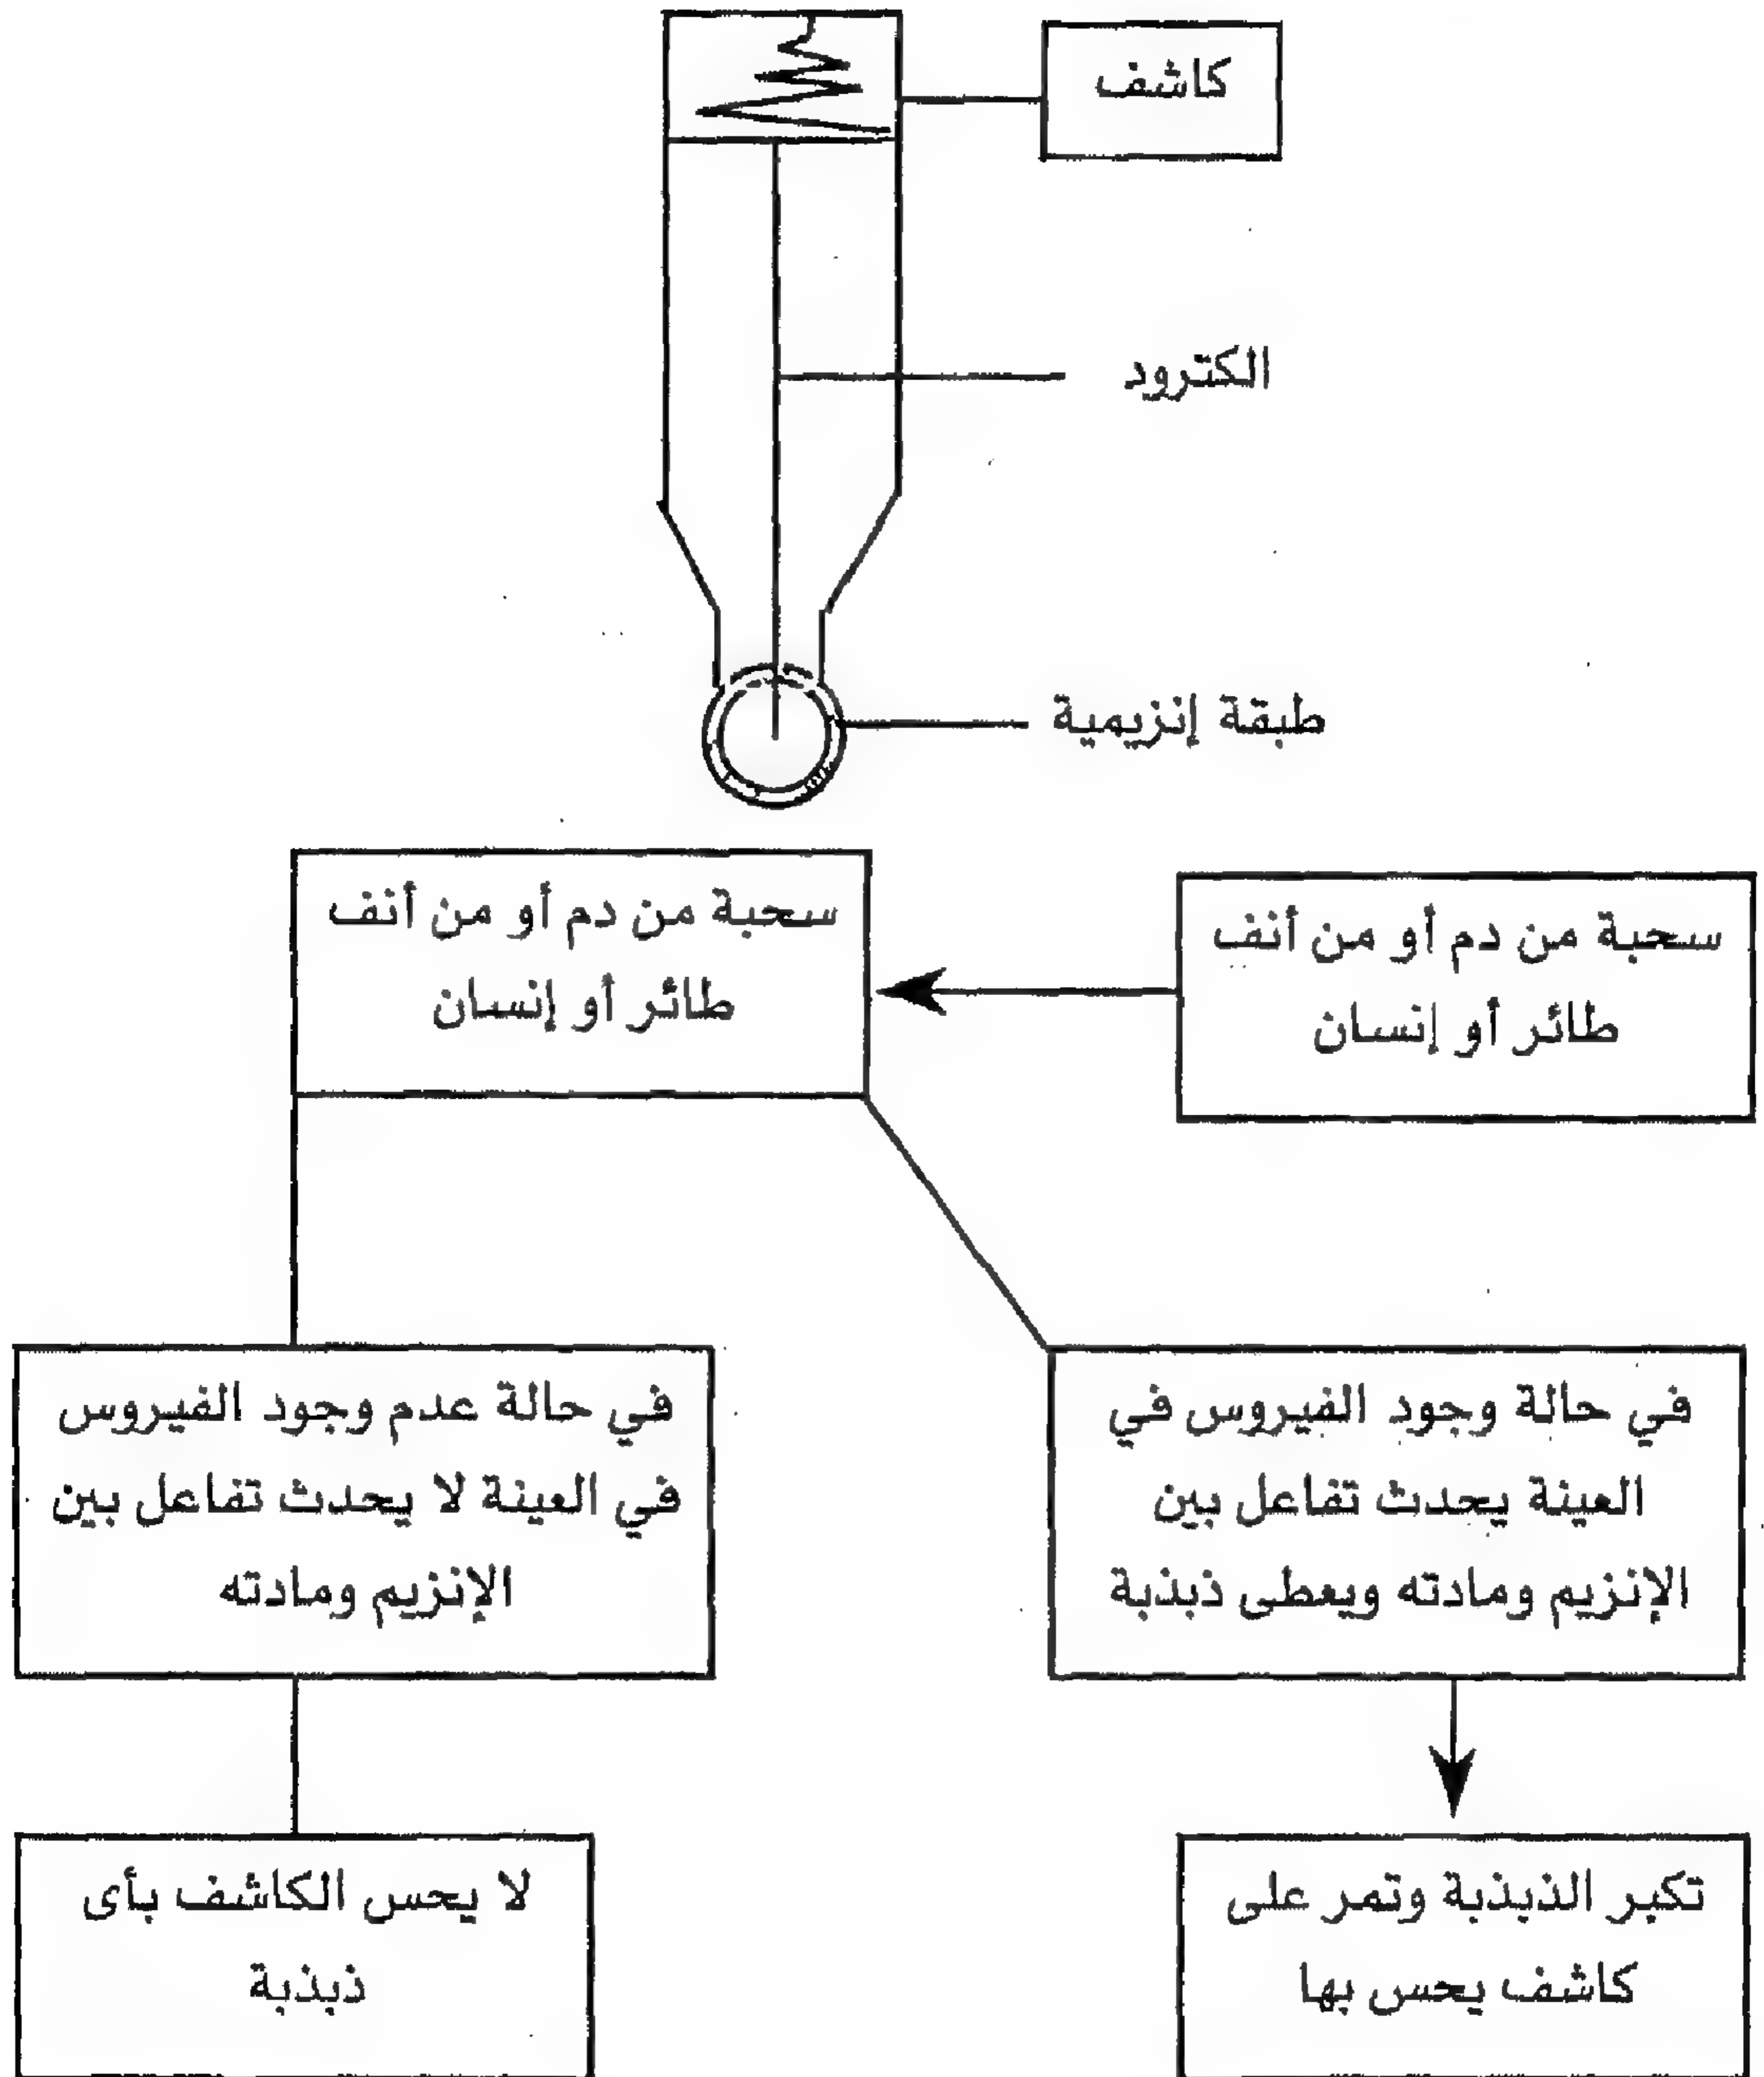 كاشف
الكترود
طبقة إنزيمية
سحبة من دم أو من أنف
طائر أو إنسان
سحبة من دم أو من أنف
طائر أو إنسان
في حالة وجود الفيروس في
العينة يحدث تفاعل بين
الإنزيم ومادته ويعطى ذبذبة
في حالة عدم وجود الفيروس
في العينة لا يحدث تفاعل بين
الإنزيم ومادته
تكبر الذبذبة وتمر على
كاشف يحس بها
لا يحس الكاشف بأى
ذبذبة